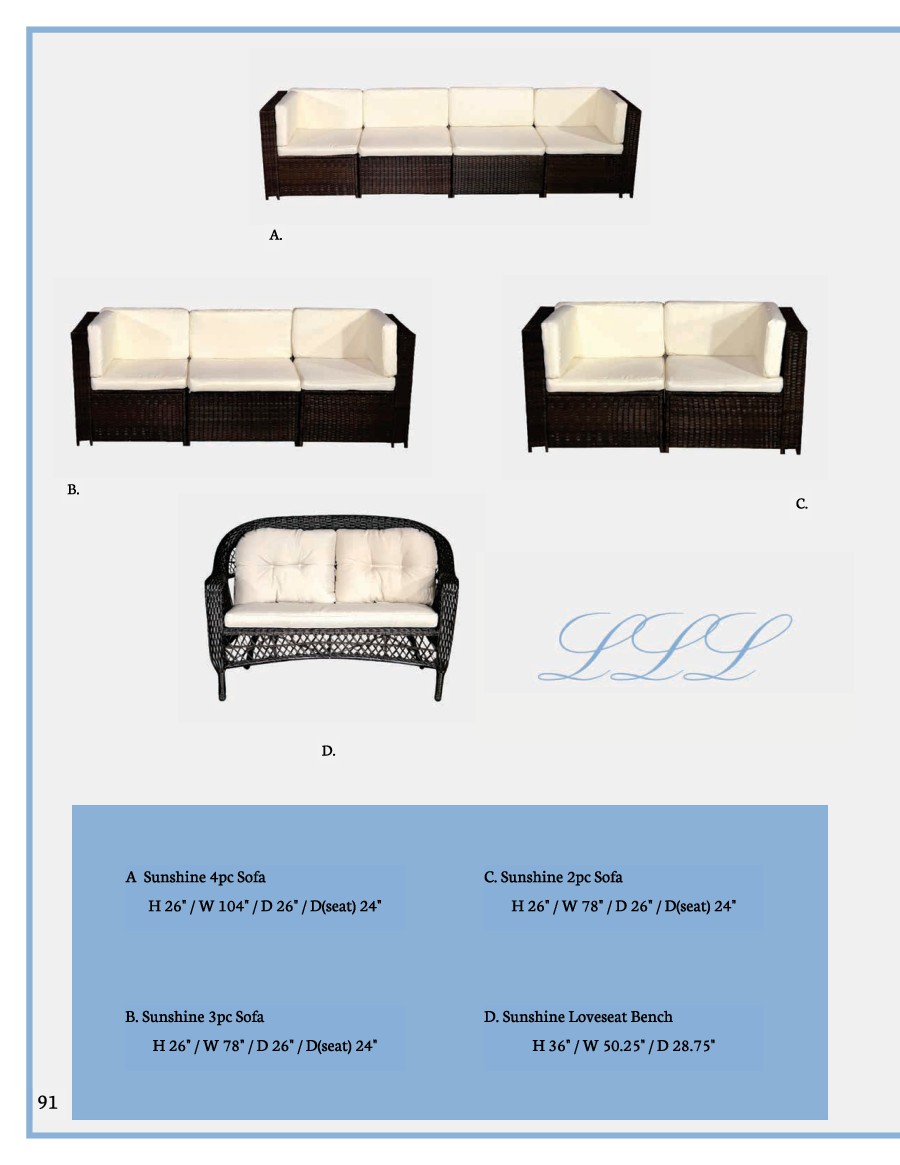 A.
B.
C.
D.
LLL
A Sunshine 4pc Sofa
H 26" / W 104" / D 26" / D(seat) 24"
C. Sunshine 2pc Sofa
H 26" / W 78" / D 26" / D(seat) 24"
B. Sunshine 3pc Sofa
H 26" / W 78" / D 26" / D(seat) 24"
D. Sunshine Loveseat Bench
H 36" / W 50.25" / D 28.75"
91